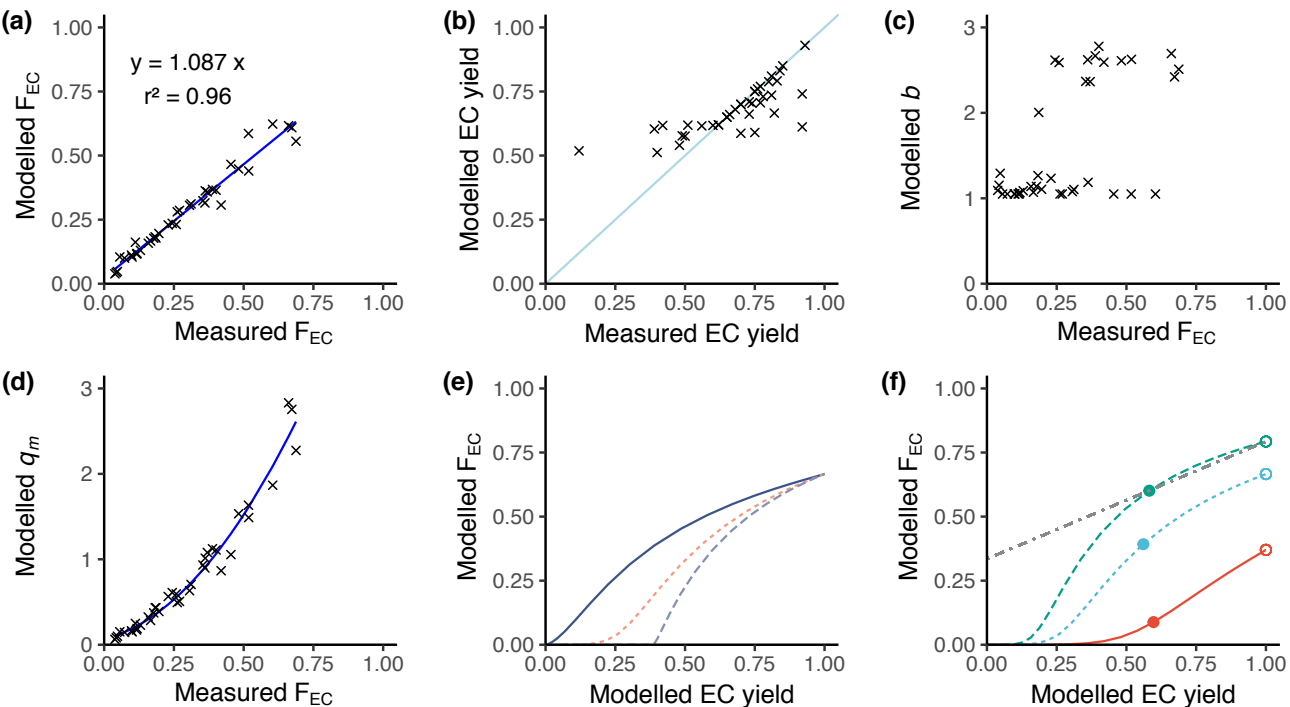 (a)
1.00
0.75
0.50
0.25
0.00
Modelled F_EC
y = 1.087 x
r² = 0.96
0.00 0.25 0.50 0.75 1.00
Measured F_EC
(b)
1.00
0.75
0.50
0.25
0.00
Modelled EC yield
0.00 0.25 0.50 0.75 1.00
Measured EC yield
(c)
3
2
1
0
Modelled b
0.00 0.25 0.50 0.75 1.00
Measured F_EC
(d)
3
2
1
0
Modelled q_m
0.00 0.25 0.50 0.75 1.00
Measured F_EC
(e)
1.00
0.75
0.50
0.25
0.00
Modelled F_EC
0.00 0.25 0.50 0.75 1.00
Modelled EC yield
(f)
1.00
0.75
0.50
0.25
0.00
Modelled F_EC
0.00 0.25 0.50 0.75 1.00
Modelled EC yield